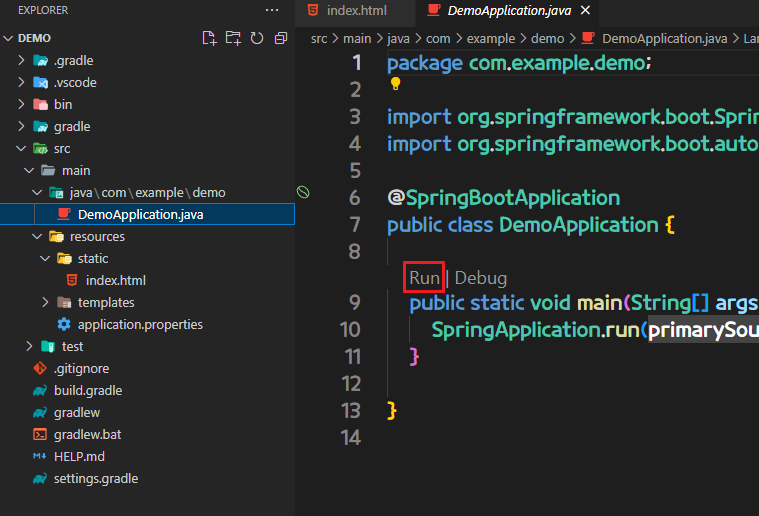 EXPLORER
DEMO
.gradle
.vscode
bin
gradle
src
main
java\com\example\demo
DemoApplication.java
resources
static
index.html
templates
application.properties
test
.gitignore
build.gradle
gradlew
gradlew.bat
HELP.md
settings.gradle
index.html
DemoApplication.java
src > main > java > com > example > demo > DemoApplication.java > Lan
1 package com.example.demo;
2
3 import org.springframework.boot.Spri
4 import org.springframework.boot.auto
5
6 @SpringBootApplication
7 public class DemoApplication {
8
Run | Debug
9 public static void main(String[] args
10 SpringApplication.run(primarySou
11 }
12
13 }
14